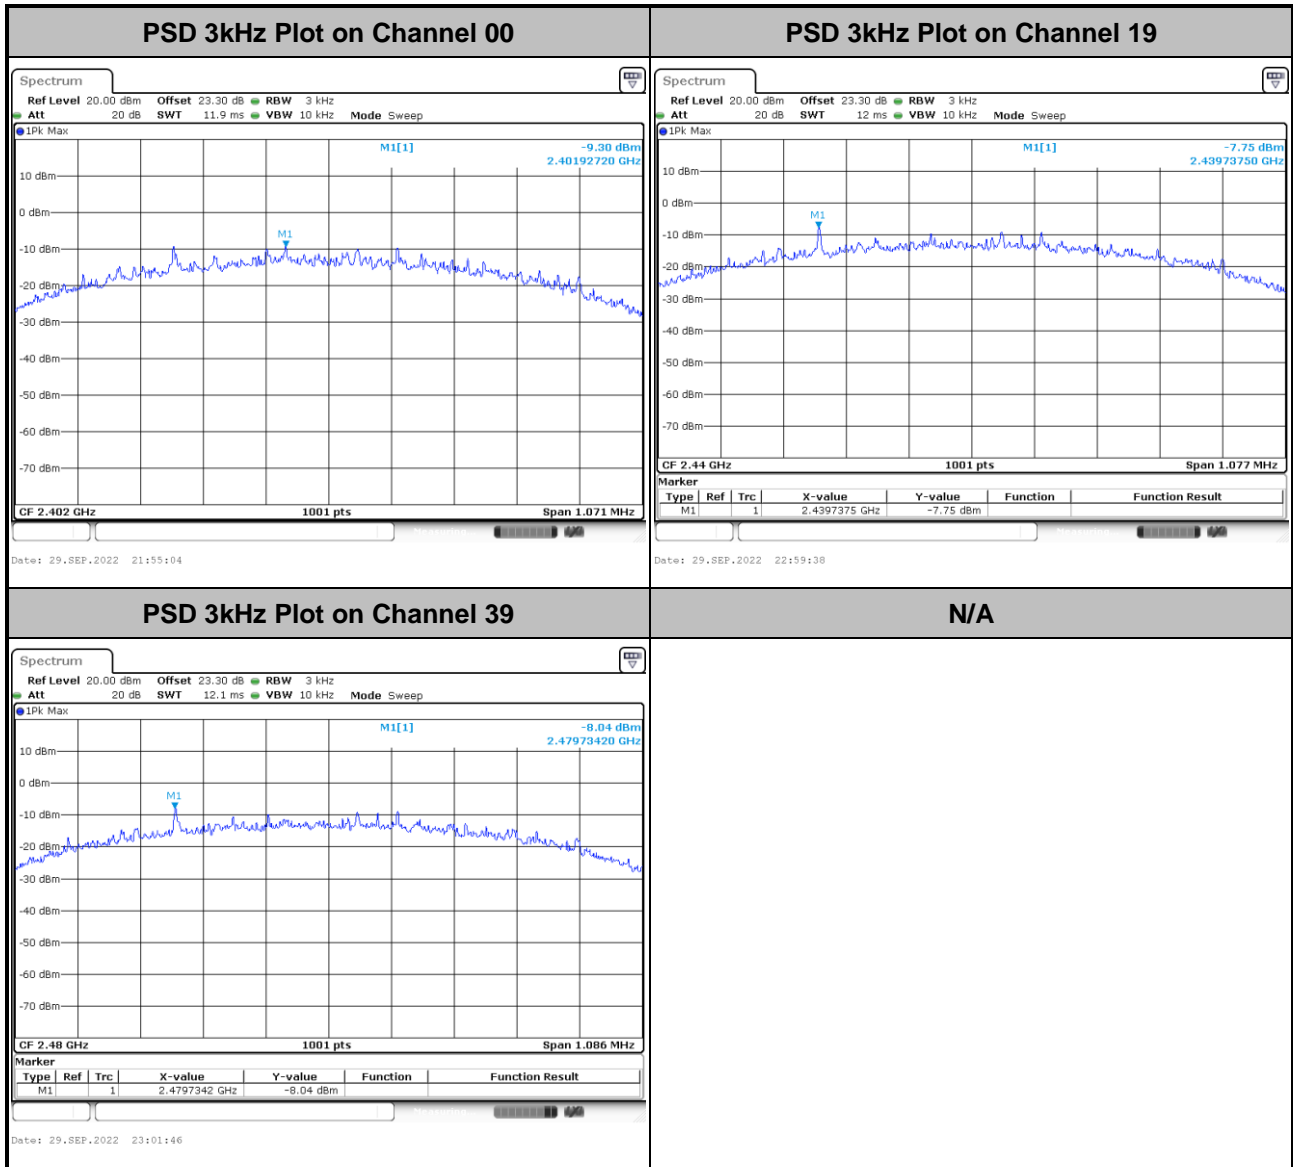 PSD 3kHz Plot on Channel 00
Spectrum
Ref Level 20.00 dBm Offset 23.30 dB RBW 3 kHz
Att 20 dB SWT 11.9 ms VBW 10 kHz Mode Sweep
1Pk Max
M1[1] -9.30 dBm
2.40192720 GHz
10 dBm
0 dBm
M1
-10 dBm
-20 dBm
-30 dBm
-40 dBm
-50 dBm
-60 dBm
-70 dBm
CF 2.402 GHz 1001 pts Span 1.071 MHz
Measuring...
Date: 29.SEP.2022 21:55:04
PSD 3kHz Plot on Channel 19
Spectrum
Ref Level 20.00 dBm Offset 23.30 dB RBW 3 kHz
Att 20 dB SWT 12 ms VBW 10 kHz Mode Sweep
1Pk Max
M1[1] -7.75 dBm
2.43973750 GHz
10 dBm
0 dBm
M1
-10 dBm
-20 dBm
-30 dBm
-40 dBm
-50 dBm
-60 dBm
-70 dBm
CF 2.44 GHz 1001 pts Span 1.077 MHz
Marker
Type Ref Trc X-value Y-value Function Function Result
M1 1 2.4397375 GHz -7.75 dBm
Measuring...
Date: 29.SEP.2022 22:59:38
PSD 3kHz Plot on Channel 39
Spectrum
Ref Level 20.00 dBm Offset 23.30 dB RBW 3 kHz
Att 20 dB SWT 12.1 ms VBW 10 kHz Mode Sweep
1Pk Max
M1[1] -8.04 dBm
2.47973420 GHz
10 dBm
0 dBm
M1
-10 dBm
-20 dBm
-30 dBm
-40 dBm
-50 dBm
-60 dBm
-70 dBm
CF 2.48 GHz 1001 pts Span 1.086 MHz
Marker
Type Ref Trc X-value Y-value Function Function Result
M1 1 2.4797342 GHz -8.04 dBm
Measuring...
Date: 29.SEP.2022 23:01:46
N/A